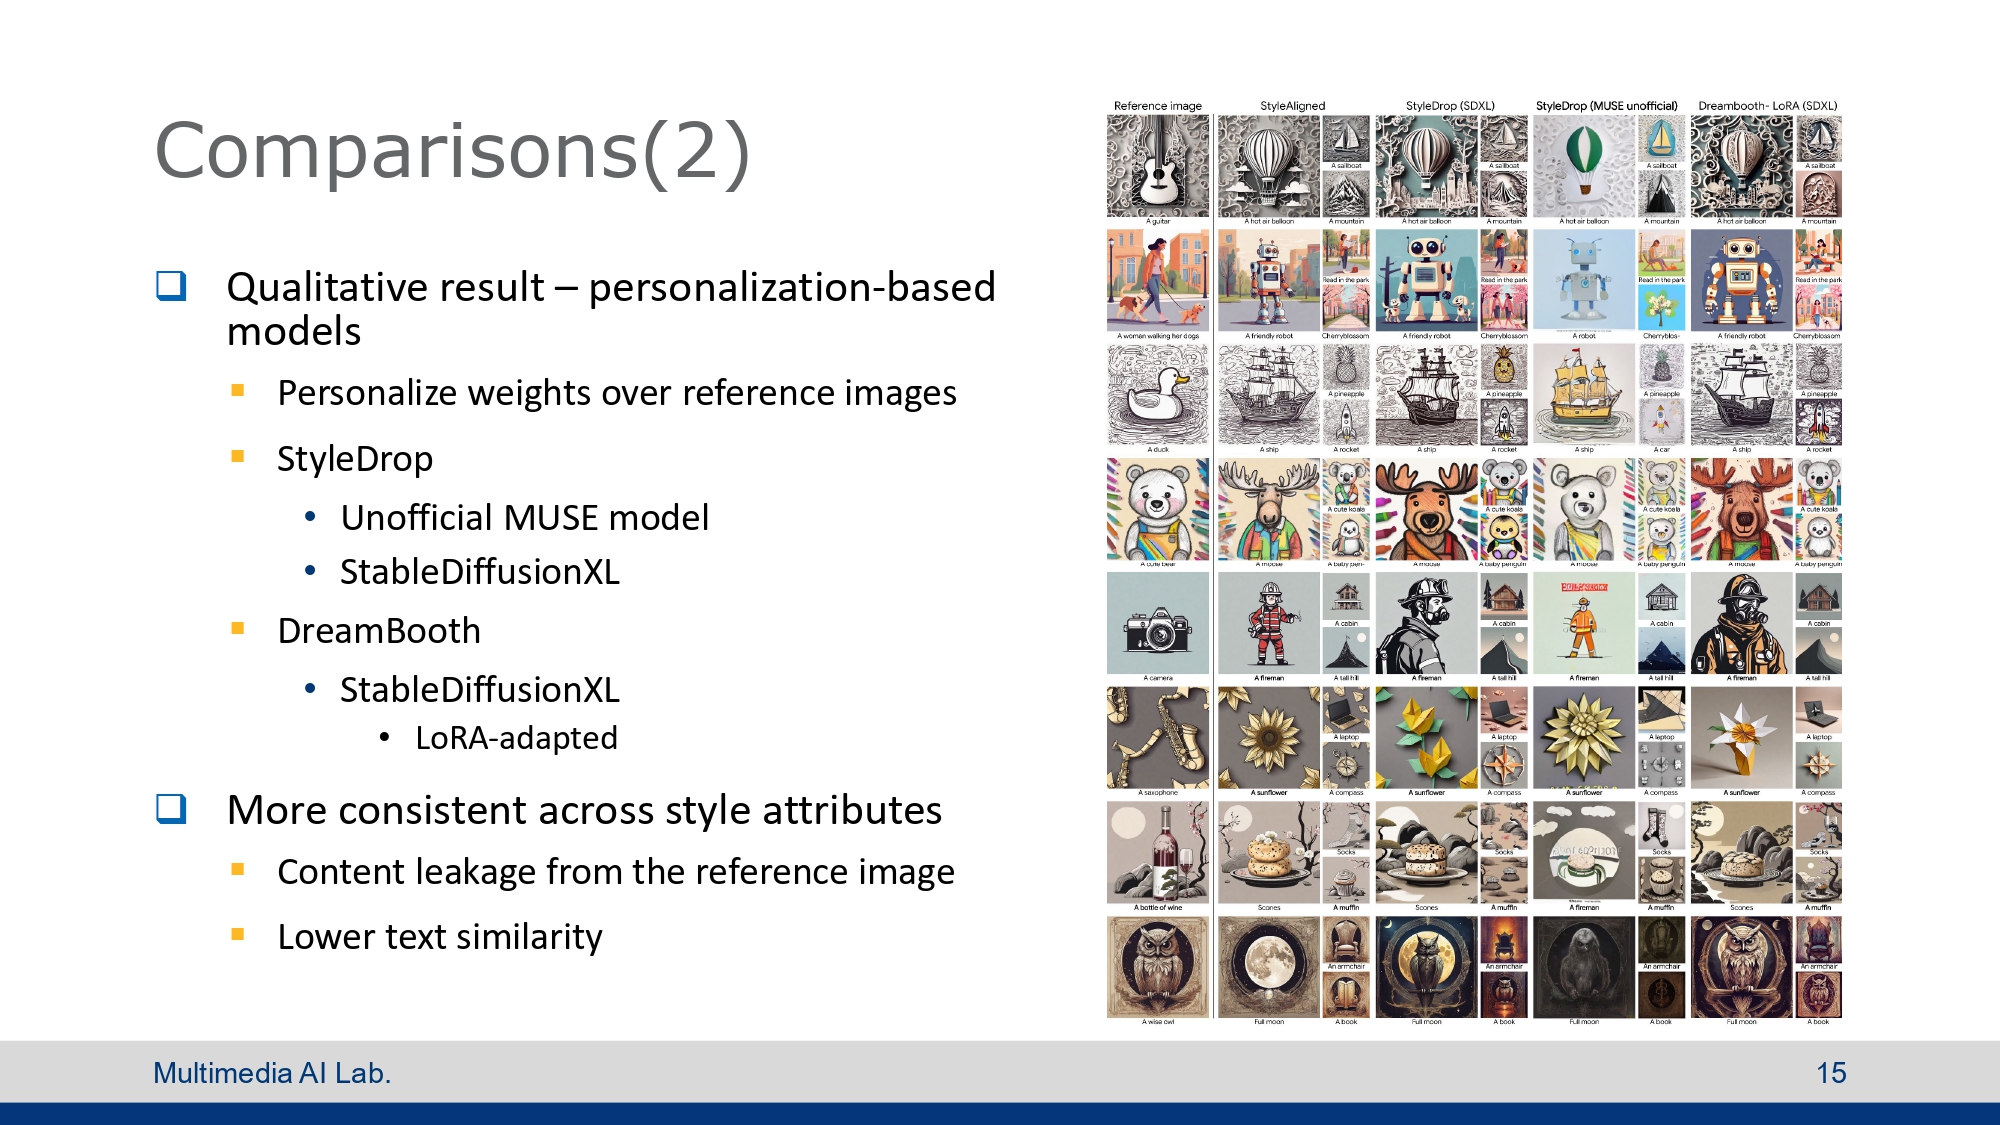 Comparisons(2)
Qualitative result – personalization-based
models
Personalize weights over reference images
StyleDrop
Unofficial MUSE model
StableDiffusionXL
DreamBooth
StableDiffusionXL
LoRA-adapted
More consistent across style attributes
Content leakage from the reference image
Lower text similarity
Reference image StyleAligned StyleDrop (SDXL) StyleDrop (MUSE unofficial) Dreambooth- LoRA (SDXL)
A sailboat A sailboat A sailboat A sailboat
A guitar A hot air balloon A mountain A hot air balloon A mountain A hot air balloon A mountain A hot air balloon A mountain
Read in the park Read in the park Read in the park Read in the park
A woman walking her dogs A friendly robot Cherryblossom A friendly robot Cherryblossom A robot Cherryblos- A friendly robot Cherryblossom
A pineapple A pineapple A pineapple A pineapple
A duck A ship A rocket A ship A rocket A ship A car A ship A rocket
A cute koala A cute koala A cute koala A cute koala
A cute bear A moose A baby pen- A moose A baby penguin A moose A baby penguin A moose A baby penguin
A cabin A cabin A cabin A cabin
A camera A fireman A tall hill A fireman A tall hill A fireman A tall hill A fireman A tall hill
A laptop A laptop A laptop A laptop
A saxophone A sunflower A compass A sunflower A compass A sunflower A compass A sunflower A compass
Socks Socks Socks Socks
A bottle of wine Scones A muffin Scones A muffin A fireman A muffin Scones A muffin
An armchair An armchair An armchair An armchair
A wise owl Full moon A book Full moon A book Full moon A book Full moon A book
Multimedia AI Lab. 15